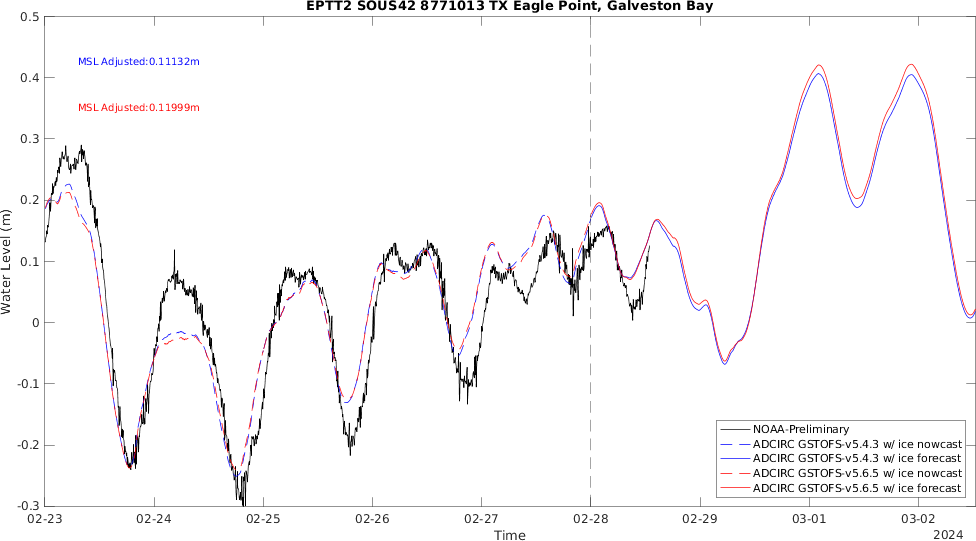 EPTT2 SOUS42 8771013 TX Eagle Point, Galveston Bay
MSL Adjusted:0.11132m
MSL Adjusted:0.11999m
Water Level (m)
0.5
0.4
0.3
0.2
0.1
0
-0.1
-0.2
-0.3
NOAA-Preliminary
ADCIRC GSTOFS-v5.4.3 w/ ice nowcast
ADCIRC GSTOFS-v5.4.3 w/ ice forecast
ADCIRC GSTOFS-v5.6.5 w/ ice nowcast
ADCIRC GSTOFS-v5.6.5 w/ ice forecast
02-23 02-24 02-25 02-26 02-27 02-28 02-29 03-01 03-02
Time
2024